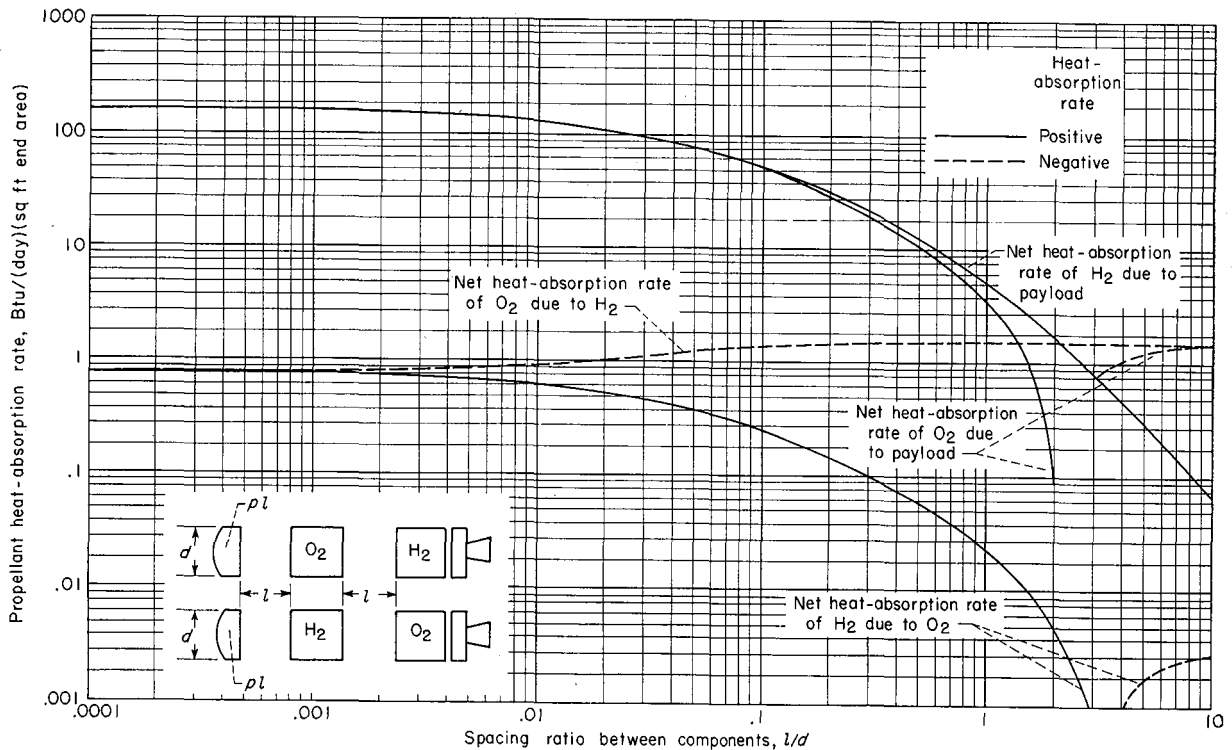 1000
100
10
1
.1
.01
.001
Propellant heat-absorption rate, Btu/(day)(sq ft end area)
Heat-
absorption
rate
Positive
Negative
Net heat-absorption rate
of O2 due to H2
Net heat-absorption
rate of H2 due to
payload
Net heat-absorption
rate of O2 due
to payload
Net heat-absorption rate
of H2 due to O2
pl
d
O2
H2
l
l
d
H2
O2
pl
.0001
.001
.01
.1
1
10
Spacing ratio between components, l/d